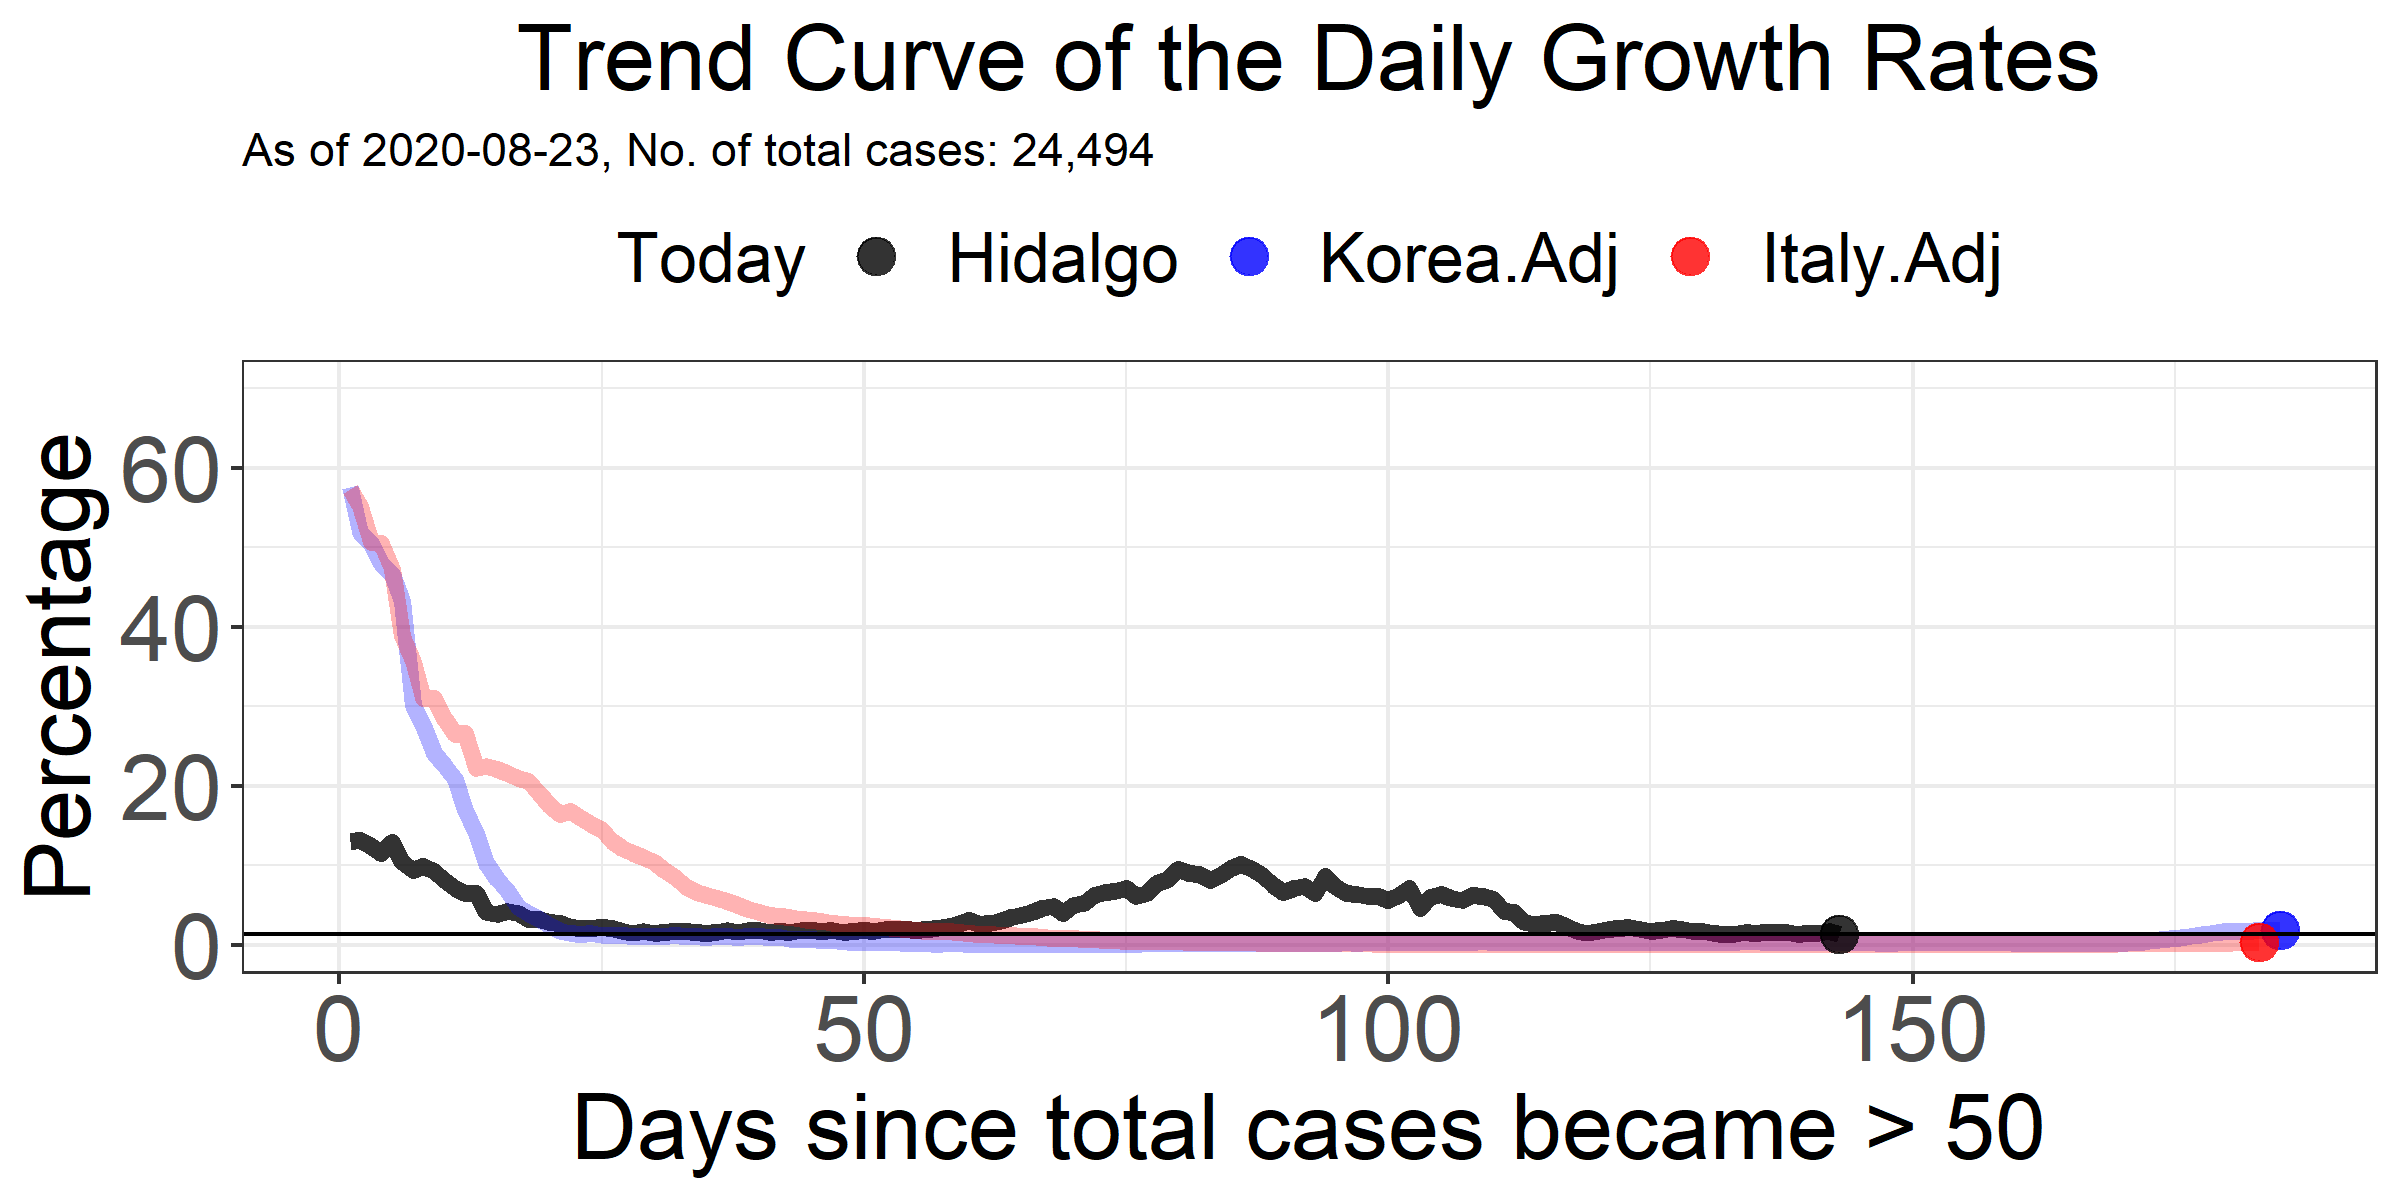 Trend Curve of the Daily Growth Rates
As of 2020-08-23, No. of total cases: 24,494
Today Hidalgo Korea.Adj Italy.Adj
Percentage
60
40
20
0
0 50 100 150
Days since total cases became > 50